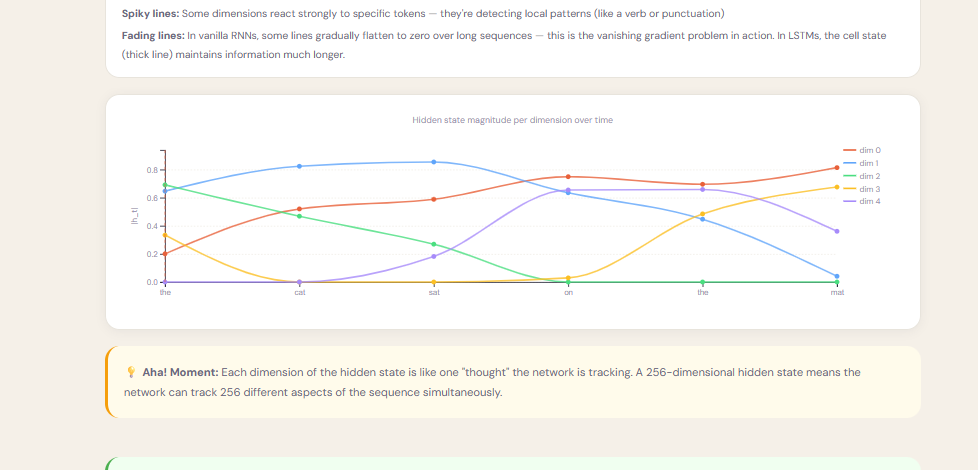 Spiky lines: Some dimensions react strongly to specific tokens — they're detecting local patterns (like a verb or punctuation)
Fading lines: In vanilla RNNs, some lines gradually flatten to zero over long sequences — this is the vanishing gradient problem in action. In LSTMs, the cell state
(thick line) maintains information much longer.
Hidden state magnitude per dimension over time
dim 0
dim 1
dim 2
dim 3
dim 4
|h_t|
0.8
0.6
0.4
0.2
0.0
the cat sat on the mat
💡 Aha! Moment: Each dimension of the hidden state is like one "thought" the network is tracking. A 256-dimensional hidden state means the
network can track 256 different aspects of the sequence simultaneously.